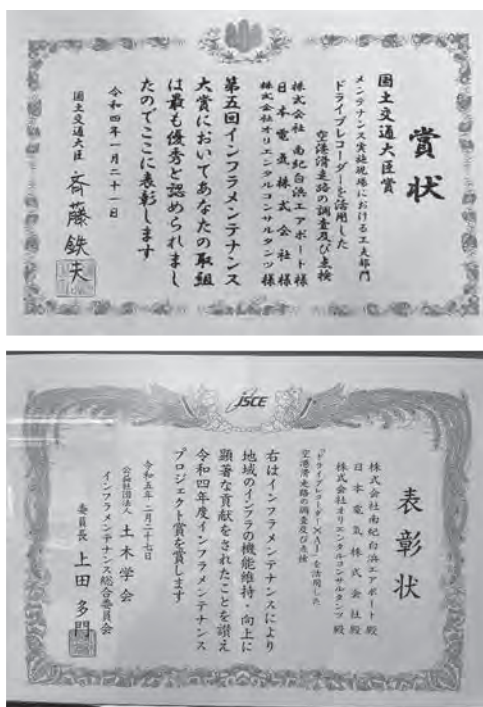 賞状
国土交通大臣賞
メンテナンス実施現場における工夫部門
ドライブレコーダーを活用した
空港滑走路の調査及び点検
株式会社 南紀白浜エアポート様
日本電気株式会社様
株式会社オリエンタルコンサルタンツ様
第五回インフラメンテナンス
大賞においてあなたの取組
は最も優秀と認められまし
たのでここに表彰します
令和四年一月二十一日
国土交通大臣 斉藤鉄夫
JSCE
表彰状
株式会社南紀白浜エアポート殿
日本電気株式会社殿
株式会社オリエンタルコンサルタンツ殿
「ドライブレコーダー×AI」を活用した
空港滑走路の調査及び点検
右はインフラメンテナンスにより
地域のインフラの機能維持・向上に
顕著な貢献をされたことを讃え
令和四年度インフラメンテナンス
プロジェクト賞を賞します
令和五年二月二十七日
公益社団法人 土木学会
インフラメンテナンス総合委員会
委員長 上田多門